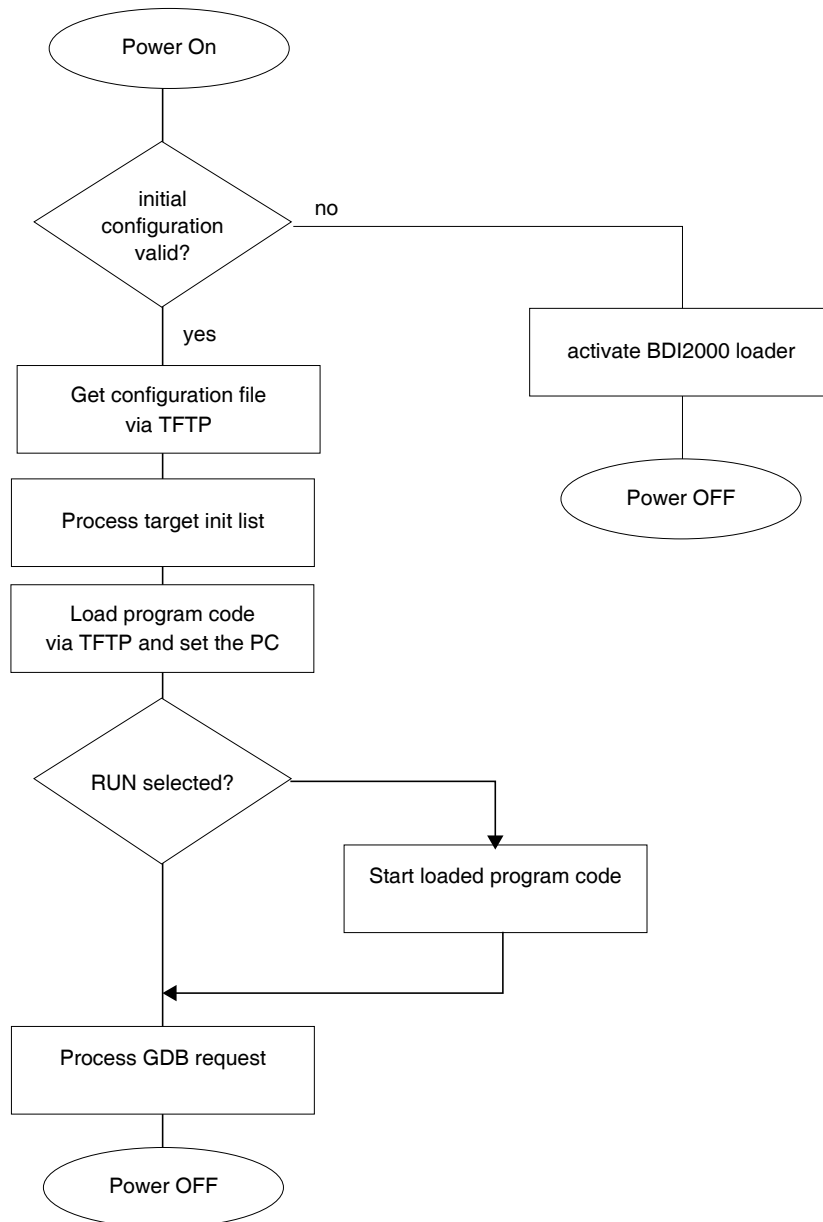 Power On
initial
configuration
valid?
no
yes
activate BDI2000 loader
Get configuration file
via TFTP
Power OFF
Process target init list
Load program code
via TFTP and set the PC
RUN selected?
Start loaded program code
Process GDB request
Power OFF